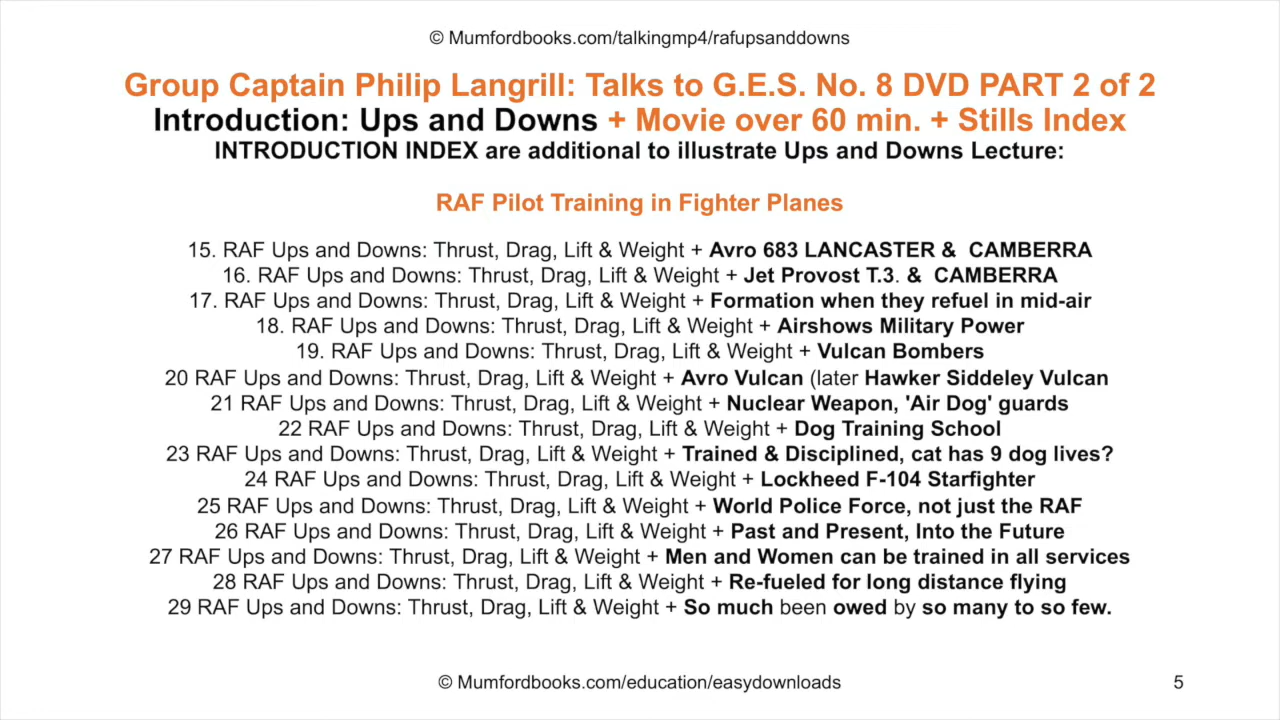 © Mumfordbooks.com/talkingmp4/rafupsanddowns
Group Captain Philip Langrill: Talks to G.E.S. No. 8 DVD PART 2 of 2
Introduction: Ups and Downs + Movie over 60 min. + Stills Index
INTRODUCTION INDEX are additional to illustrate Ups and Downs Lecture:
RAF Pilot Training in Fighter Planes
15. RAF Ups and Downs: Thrust, Drag, Lift & Weight + Avro 683 LANCASTER & CAMBERRA
16. RAF Ups and Downs: Thrust, Drag, Lift & Weight + Jet Provost T.3. & CAMBERRA
17. RAF Ups and Downs: Thrust, Drag, Lift & Weight + Formation when they refuel in mid-air
18. RAF Ups and Downs: Thrust, Drag, Lift & Weight + Airshows Military Power
19. RAF Ups and Downs: Thrust, Drag, Lift & Weight + Vulcan Bombers
20 RAF Ups and Downs: Thrust, Drag, Lift & Weight + Avro Vulcan (later Hawker Siddeley Vulcan
21 RAF Ups and Downs: Thrust, Drag, Lift & Weight + Nuclear Weapon, 'Air Dog' guards
22 RAF Ups and Downs: Thrust, Drag, Lift & Weight + Dog Training School
23 RAF Ups and Downs: Thrust, Drag, Lift & Weight + Trained & Disciplined, cat has 9 dog lives?
24 RAF Ups and Downs: Thrust, Drag, Lift & Weight + Lockheed F-104 Starfighter
25 RAF Ups and Downs: Thrust, Drag, Lift & Weight + World Police Force, not just the RAF
26 RAF Ups and Downs: Thrust, Drag, Lift & Weight + Past and Present, Into the Future
27 RAF Ups and Downs: Thrust, Drag, Lift & Weight + Men and Women can be trained in all services
28 RAF Ups and Downs: Thrust, Drag, Lift & Weight + Re-fueled for long distance flying
29 RAF Ups and Downs: Thrust, Drag, Lift & Weight + So much been owed by so many to so few.
© Mumfordbooks.com/education/easydownloads
5